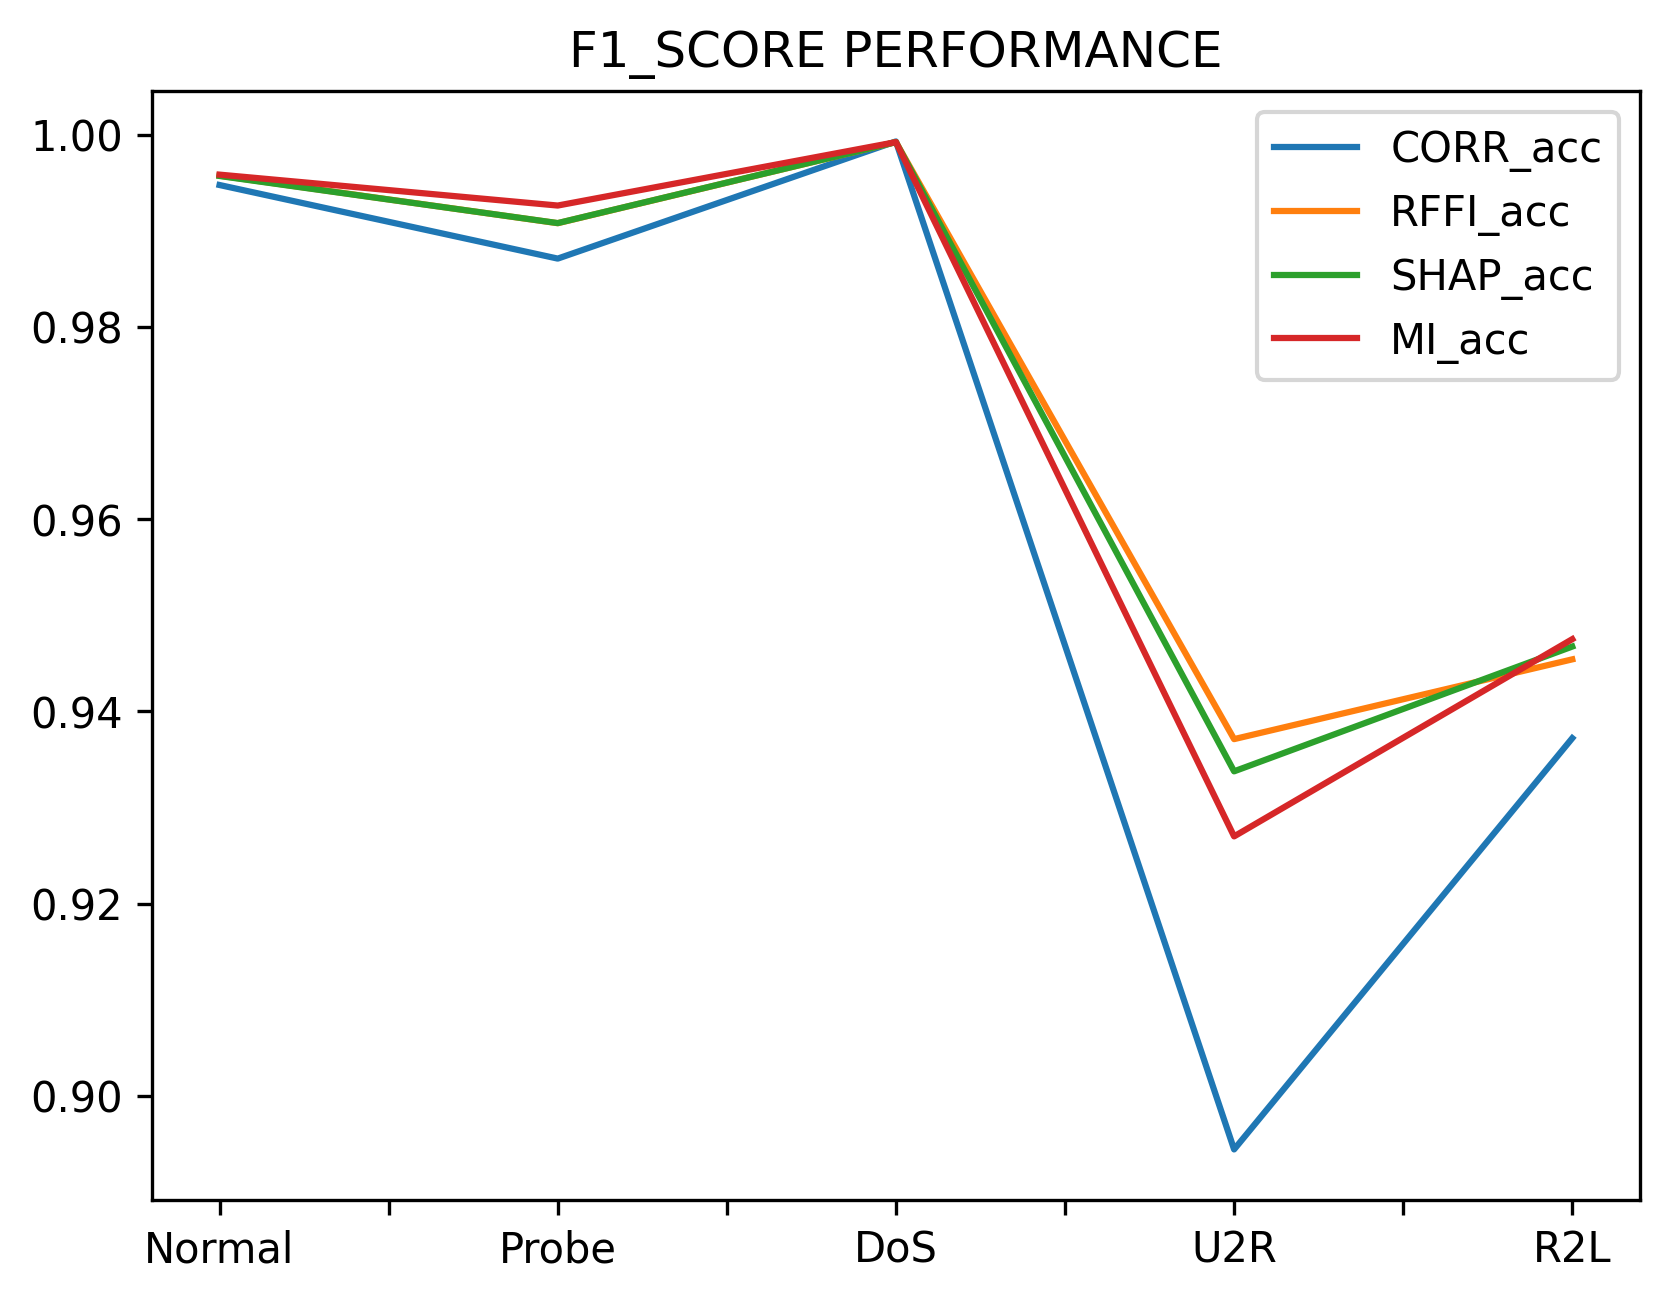 F1_SCORE PERFORMANCE
1.00
0.98
0.96
0.94
0.92
0.90
CORR_acc
RFFI_acc
SHAP_acc
MI_acc
Normal Probe DoS U2R R2L